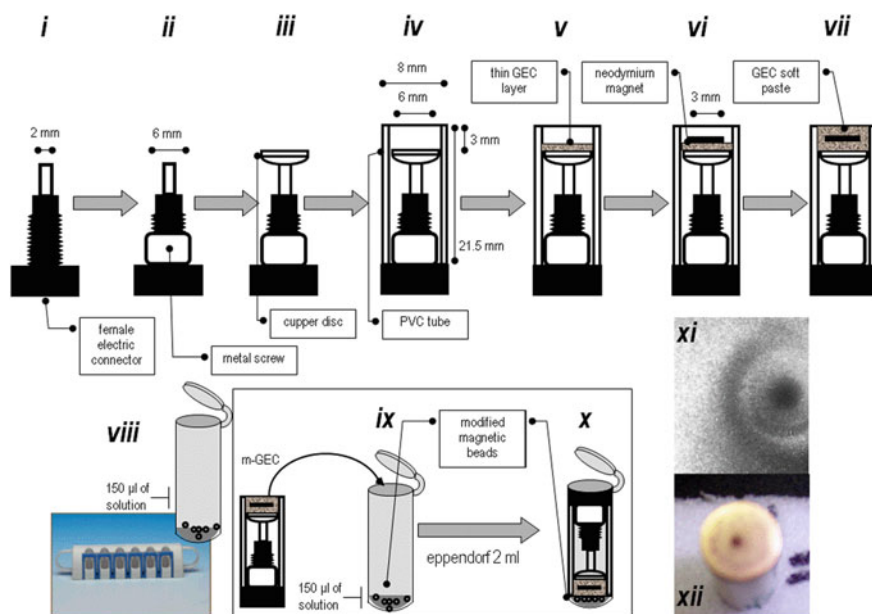 i
ii
iii
iv
v
vi
vii
8 mm
thin GEC
layer
neodymium
magnet
GEC soft
paste
6 mm
3 mm
2 mm
6 mm
3 mm
21.5 mm
female
electric
connector
metal screw
cupper disc
PVC tube
xi
viii
ix
x
modified
magnetic
beads
m-GEC
150 µl of
solution
eppendorf 2 ml
150 µl of
solution
xii